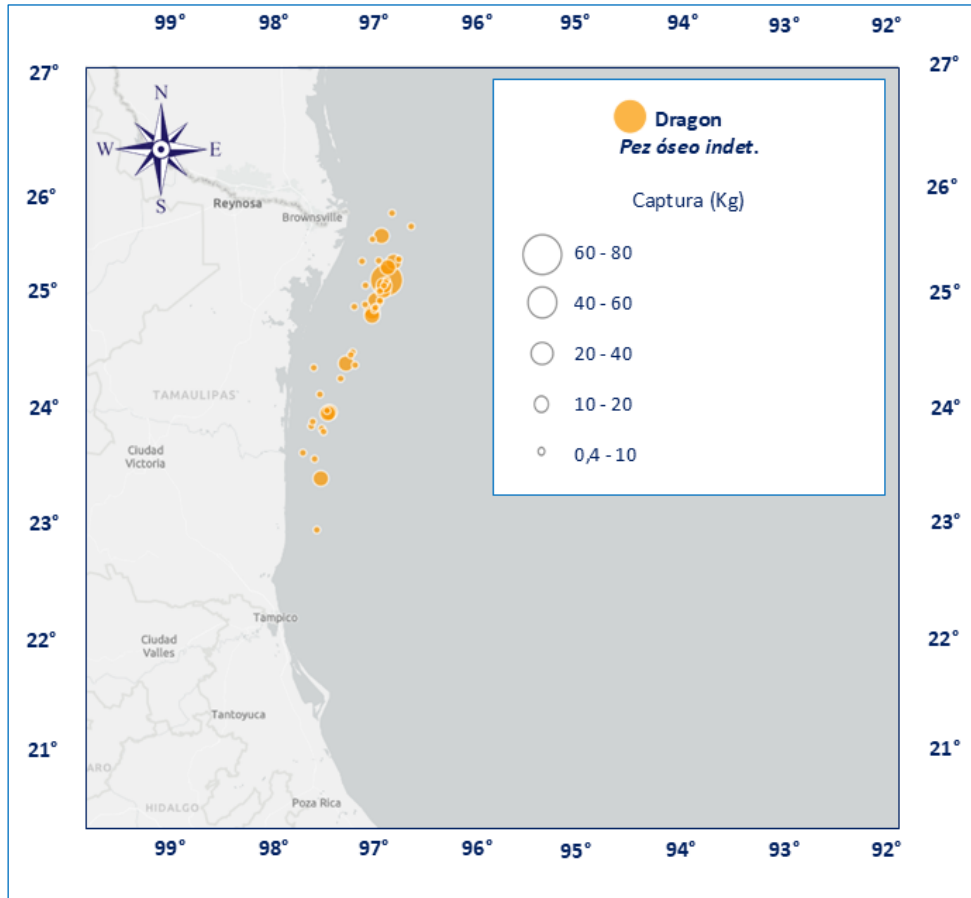 99° 98° 97° 96° 95° 94° 93° 92°
27° 27°
N
W E
S
Dragon
Pez óseo indet.
26° 26°
Reynosa
Brownsville
Captura (Kg)
60 - 80
25° 25°
40 - 60
20 - 40
TAMAULIPAS
24° 24°
10 - 20
Ciudad
Victoria
0,4 - 10
23° 23°
Tampico
22° 22°
Ciudad
Valles
Tantoyuca
21° 21°
ARO
HIDALGO
Poza Rica
99° 98° 97° 96° 95° 94° 93° 92°